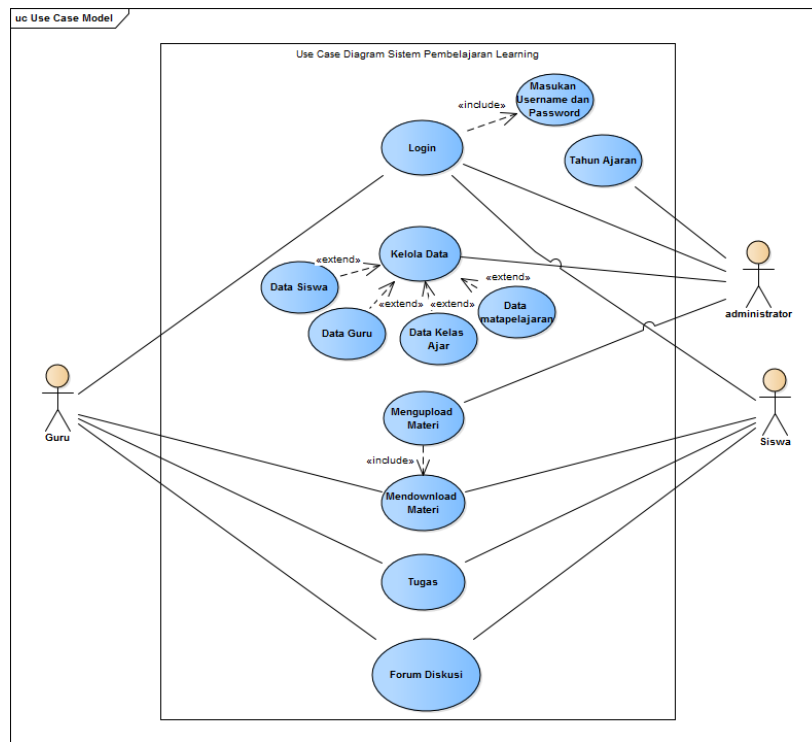 uc Use Case Model
Use Case Diagram Sistem Pembelajaran Learning
Masukan
Username dan
Password
«include»
Login
Tahun Ajaran
Kelola Data
«extend»
«extend»
Data Siswa
«extend»
«extend»
Data
matapelajaran
Data Guru
Data Kelas
Ajar
administrator
Mengupload
Materi
Guru
Siswa
«include»
Mendownload
Materi
Tugas
Forum Diskusi